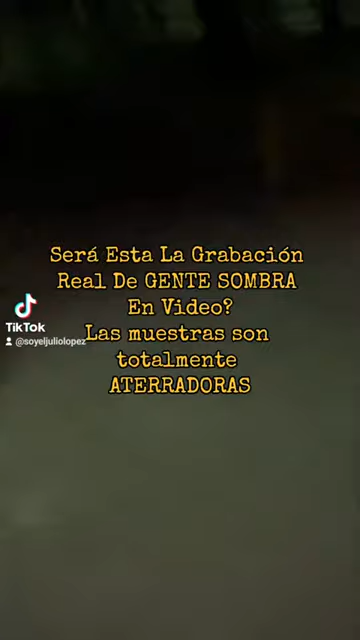 Será Esta La Grabación
Real De GENTE SOMBRA
En Video?
Las muestras son
totalmente
ATERRADORAS
TikTok
@soyeljuliolopez